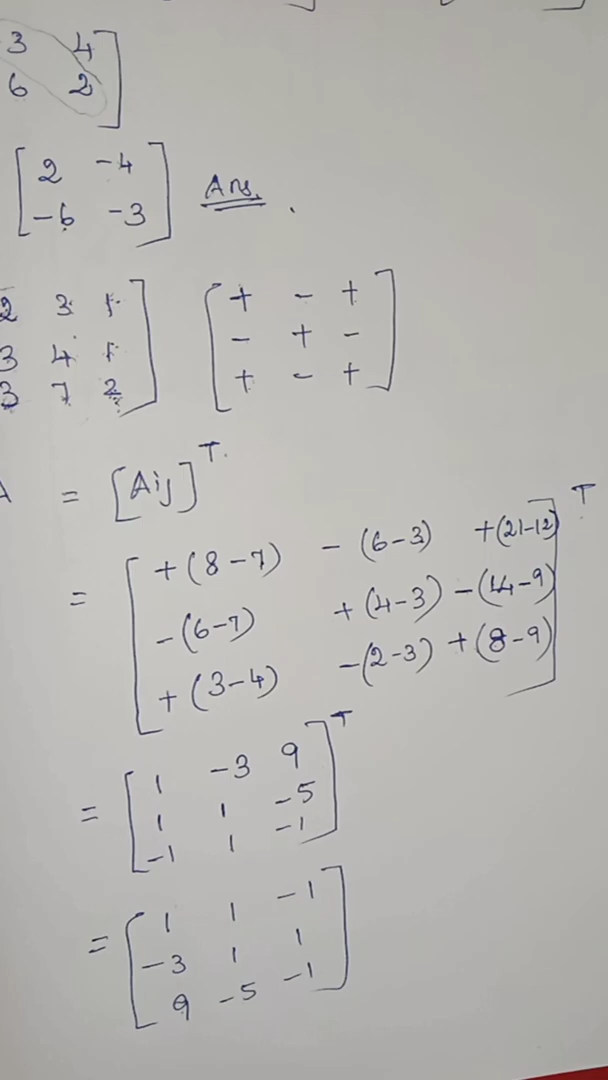 3 4
6 2
[2 -4
-6 -3] Ans.
2 3 1
3 4 1
3 7 2]
[+ - +
- + -
+ - +]
= [Aij]^T
= [+(8-7) -(6-3) +(21-12)
-(6-7) +(4-3) -(14-9)
+(3-4) -(2-3) +(8-9)]^T
= [1 -3 9
1 1 -5
-1 1 -1]^T
= [1 1 -1
-3 1 1
9 -5 -1]